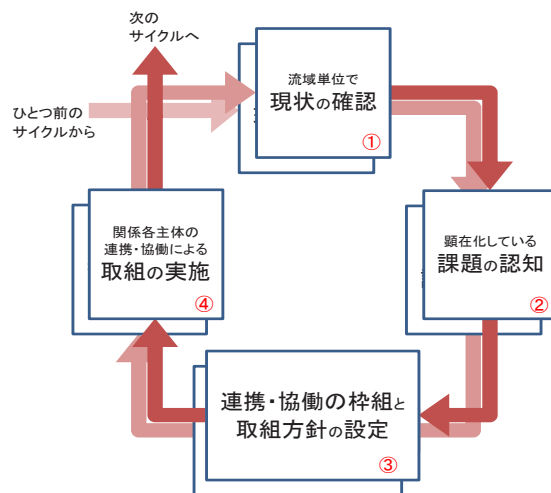 次の
サイクルへ
ひとつ前の
サイクルから
流域単位で
現状の確認
①
顕在化している
課題の認知
②
連携・協働の枠組と
取組方針の設定
③
関係各主体の
連携・協働による
取組の実施
④